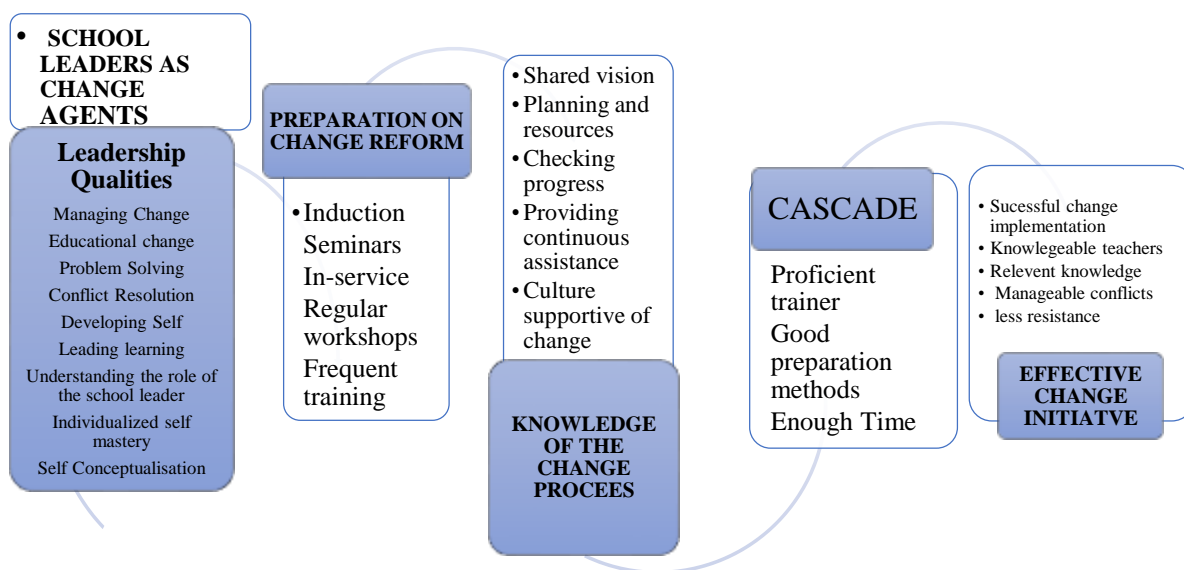 • SCHOOL
LEADERS AS
CHANGE
AGENTS
Leadership
Qualities
Managing Change
Educational change
Problem Solving
Conflict Resolution
Developing Self
Leading learning
Understanding the role of
the school leader
Individualized self
mastery
Self Conceptualisation
PREPARATION ON
CHANGE REFORM
• Induction
Seminars
In-service
Regular
workshops
Frequent
training
• Shared vision
• Planning and
resources
• Checking
progress
• Providing
continuous
assistance
• Culture
supportive of
change
KNOWLEDGE
OF THE
CHANGE
PROCEES
CASCADE
Proficient
trainer
Good
preparation
methods
Enough Time
• Sucessful change
implementation
• Knowlegeable teachers
• Relevent knowledge
• Manageable conflicts
• less resistance
EFFECTIVE
CHANGE
INITIATVE